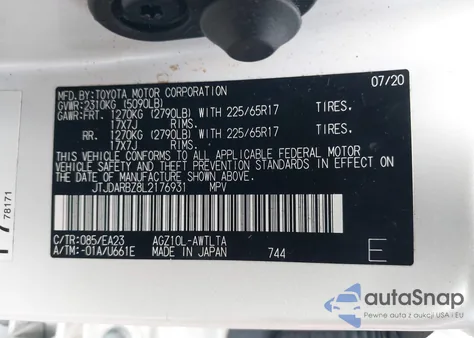 MFD.BY:TOYOTA MOTOR CORPORATION 07/20
GVWR:2310KG (5090LB)
GAWR:FRT. 1270KG (2790LB) WITH 225/65R17 TIRES.
17X7J RIMS.
RR. 1270KG (2790LB) WITH 225/65R17 TIRES.
17X7J RIMS.
THIS VEHICLE CONFORMS TO ALL APPLICABLE FEDERAL MOTOR
VEHICLE SAFETY AND THEFT PREVENTION STANDARDS IN EFFECT ON
THE DATE OF MANUFACTURE SHOWN ABOVE.
JTJDARBZ8L2176931 MPV
C/TR:085/EA23 AGZ10L-AWTLTA
A/TM:-01A/U661E MADE IN JAPAN 744 E
78171
autoSnap
Pewne auta z aukcji USA i EU